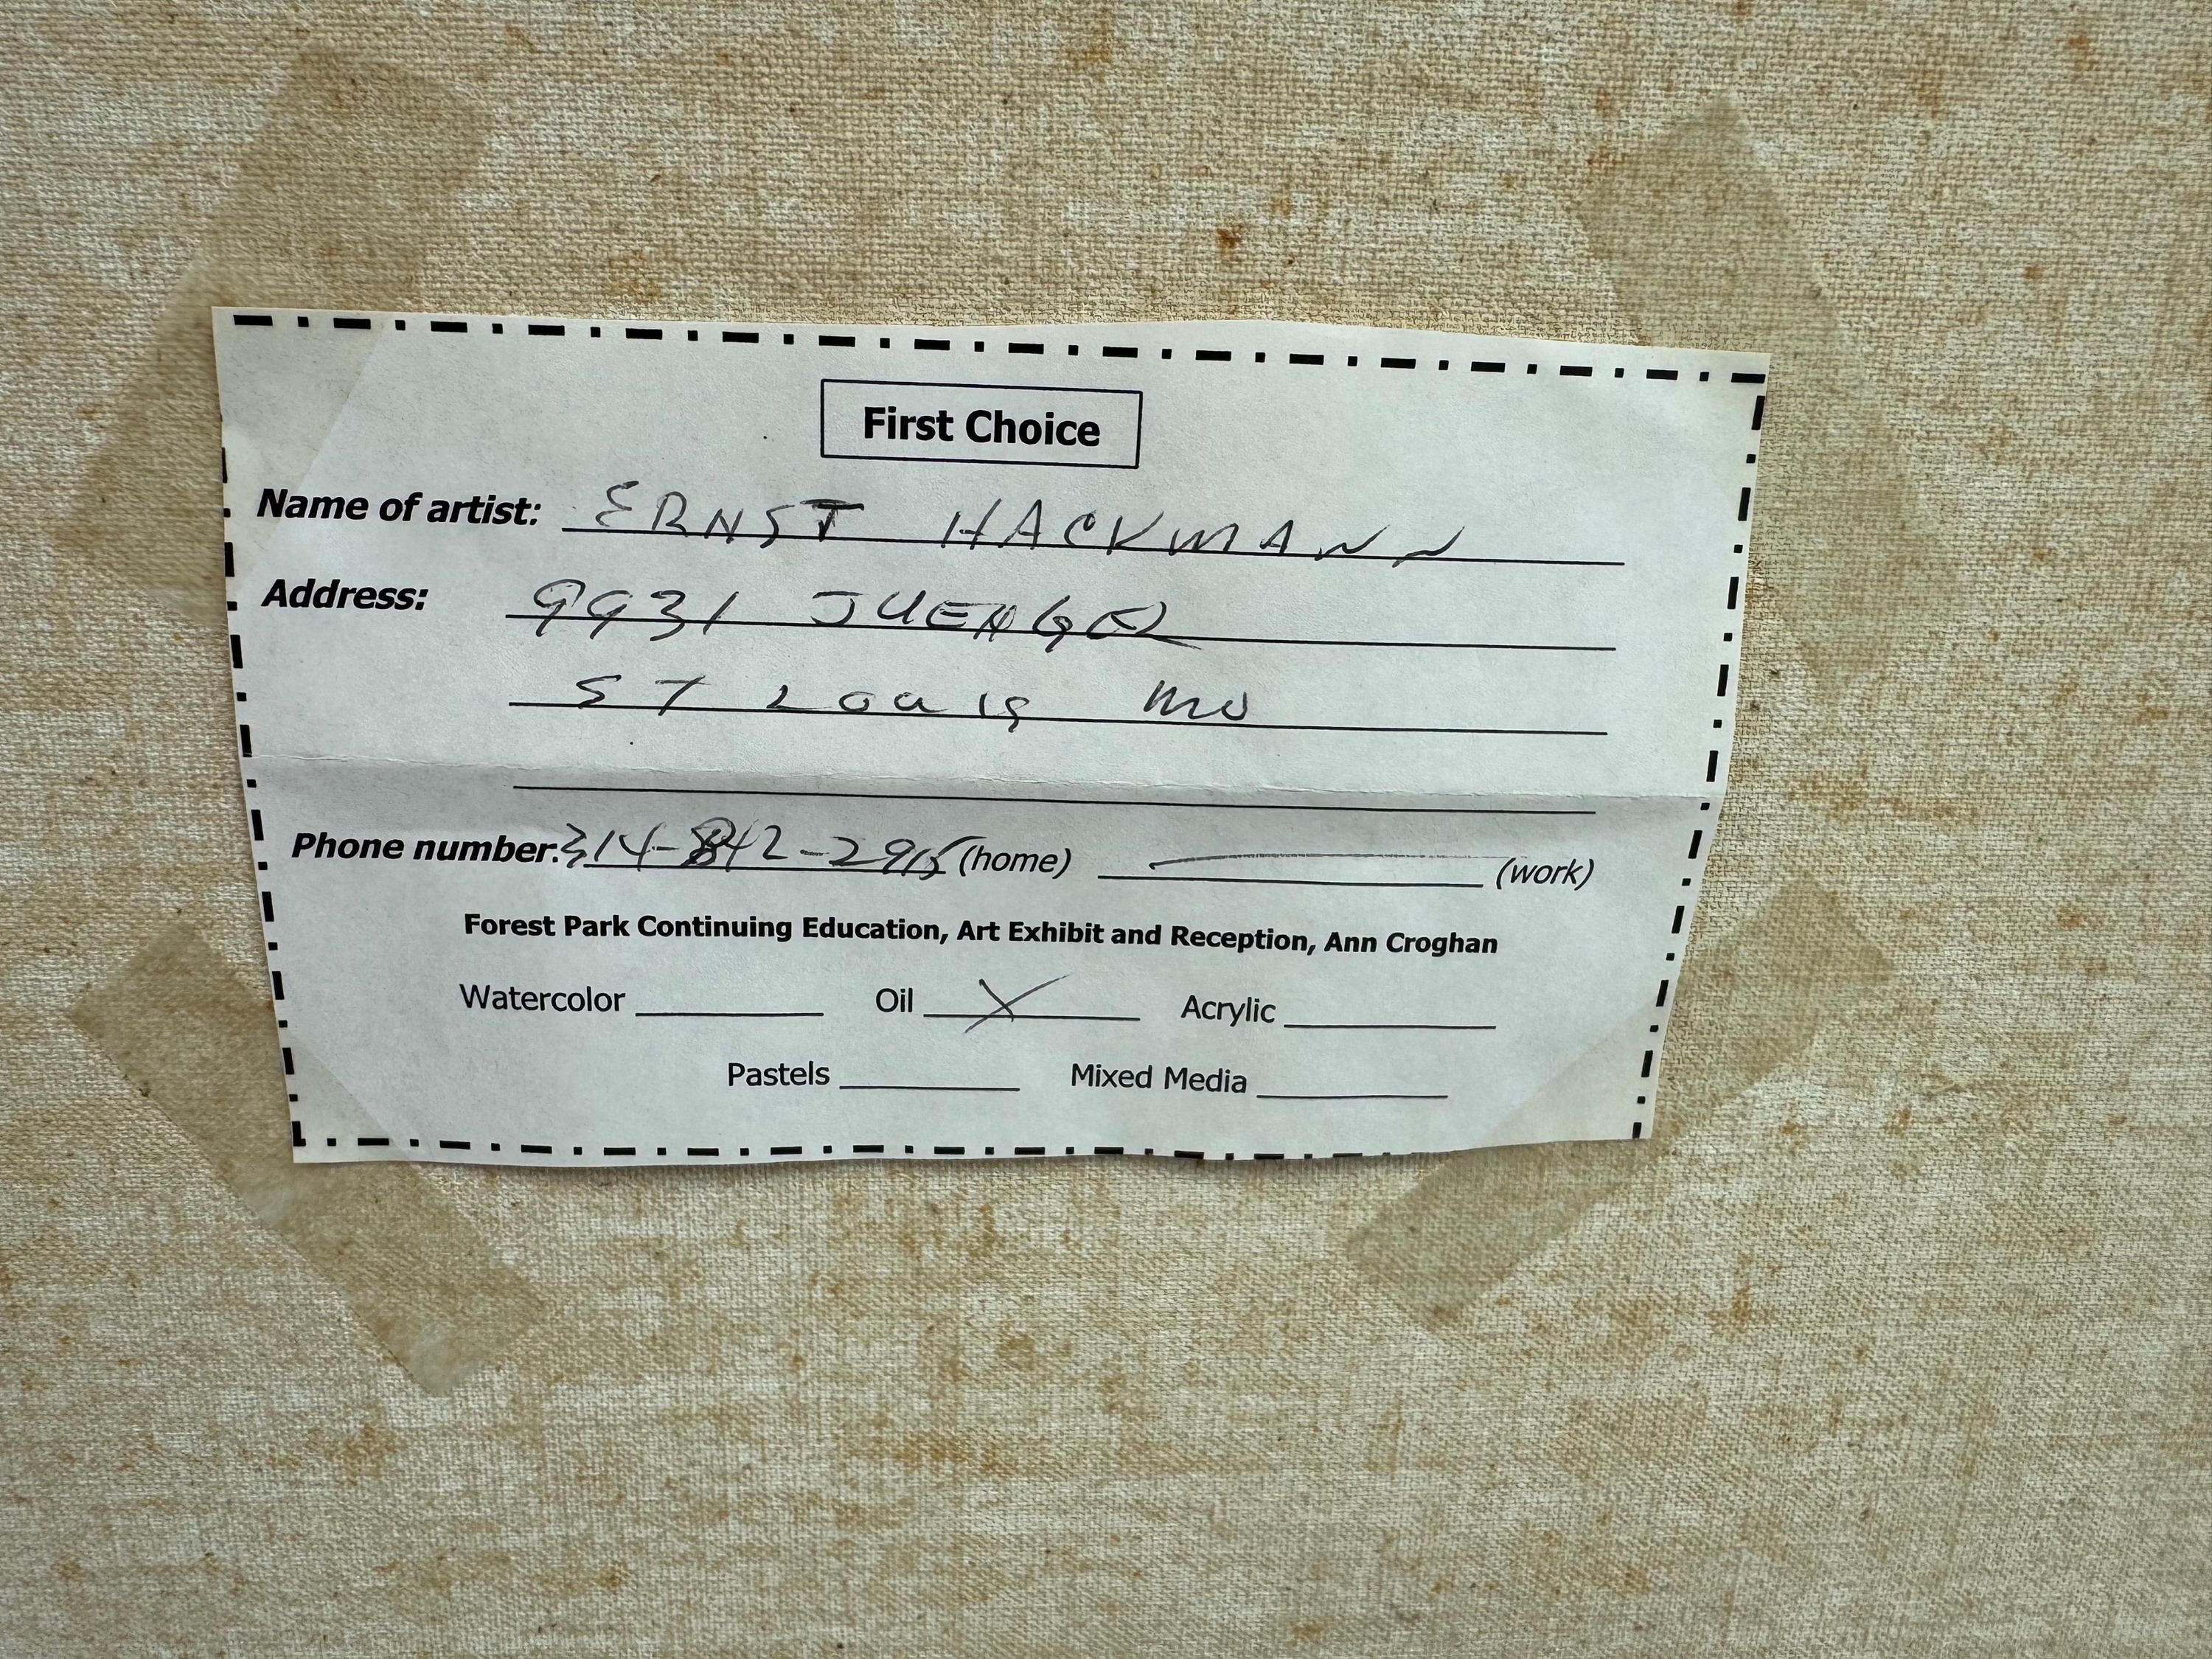 First Choice
Name of artist: ERNST HACKMANN
Address: 9931 JUENGER
ST Louis MO
Phone number: 314-842-2915 (home) (work)
Forest Park Continuing Education, Art Exhibit and Reception, Ann Croghan
Watercolor Oil X Acrylic
Pastels Mixed Media